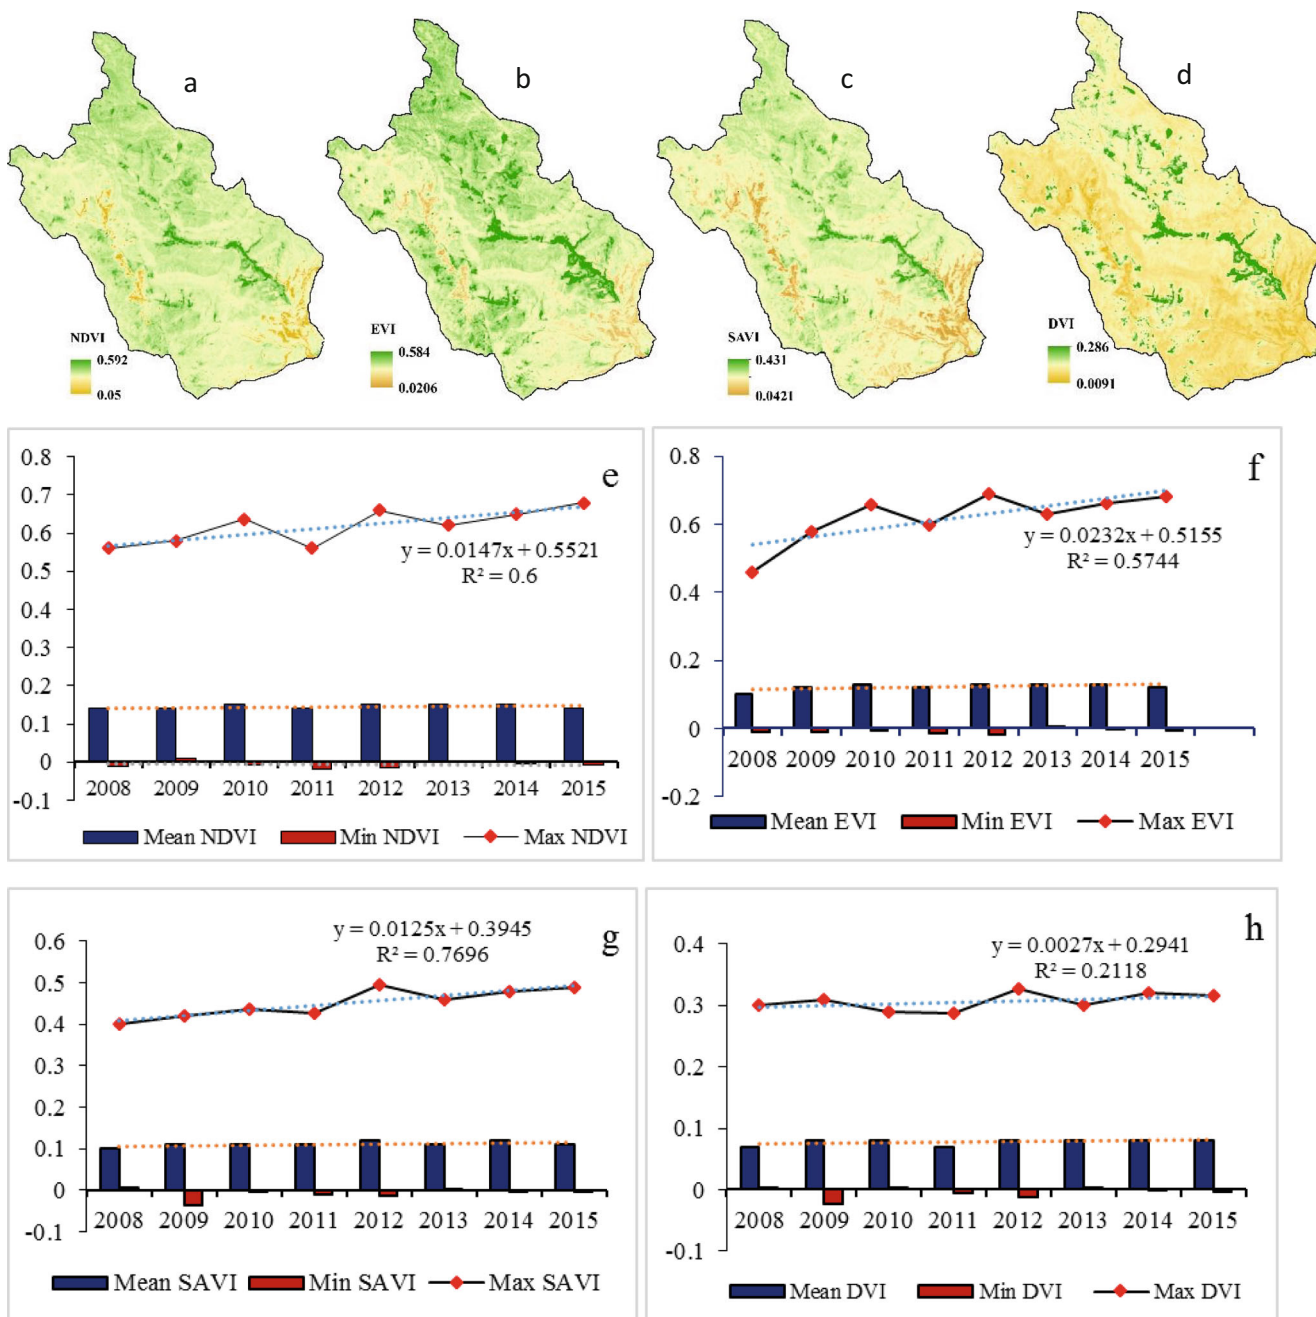 a
b
c
d
NDVI
0.592
0.05
EVI
0.584
0.0206
SAVI
0.431
0.0421
DVI
0.286
0.0091
e
0.8
0.7
0.6
0.5
0.4
0.3
0.2
0.1
0
-0.1
y = 0.0147x + 0.5521
R² = 0.6
2008 2009 2010 2011 2012 2013 2014 2015
Mean NDVI Min NDVI Max NDVI
f
0.8
0.6
0.4
0.2
0
-0.2
y = 0.0232x + 0.5155
R² = 0.5744
2008 2009 2010 2011 2012 2013 2014 2015
Mean EVI Min EVI Max EVI
g
0.6
0.5
0.4
0.3
0.2
0.1
0
-0.1
y = 0.0125x + 0.3945
R² = 0.7696
2008 2009 2010 2011 2012 2013 2014 2015
Mean SAVI Min SAVI Max SAVI
h
0.4
0.3
0.2
0.1
0
-0.1
y = 0.0027x + 0.2941
R² = 0.2118
2008 2009 2010 2011 2012 2013 2014 2015
Mean DVI Min DVI Max DVI